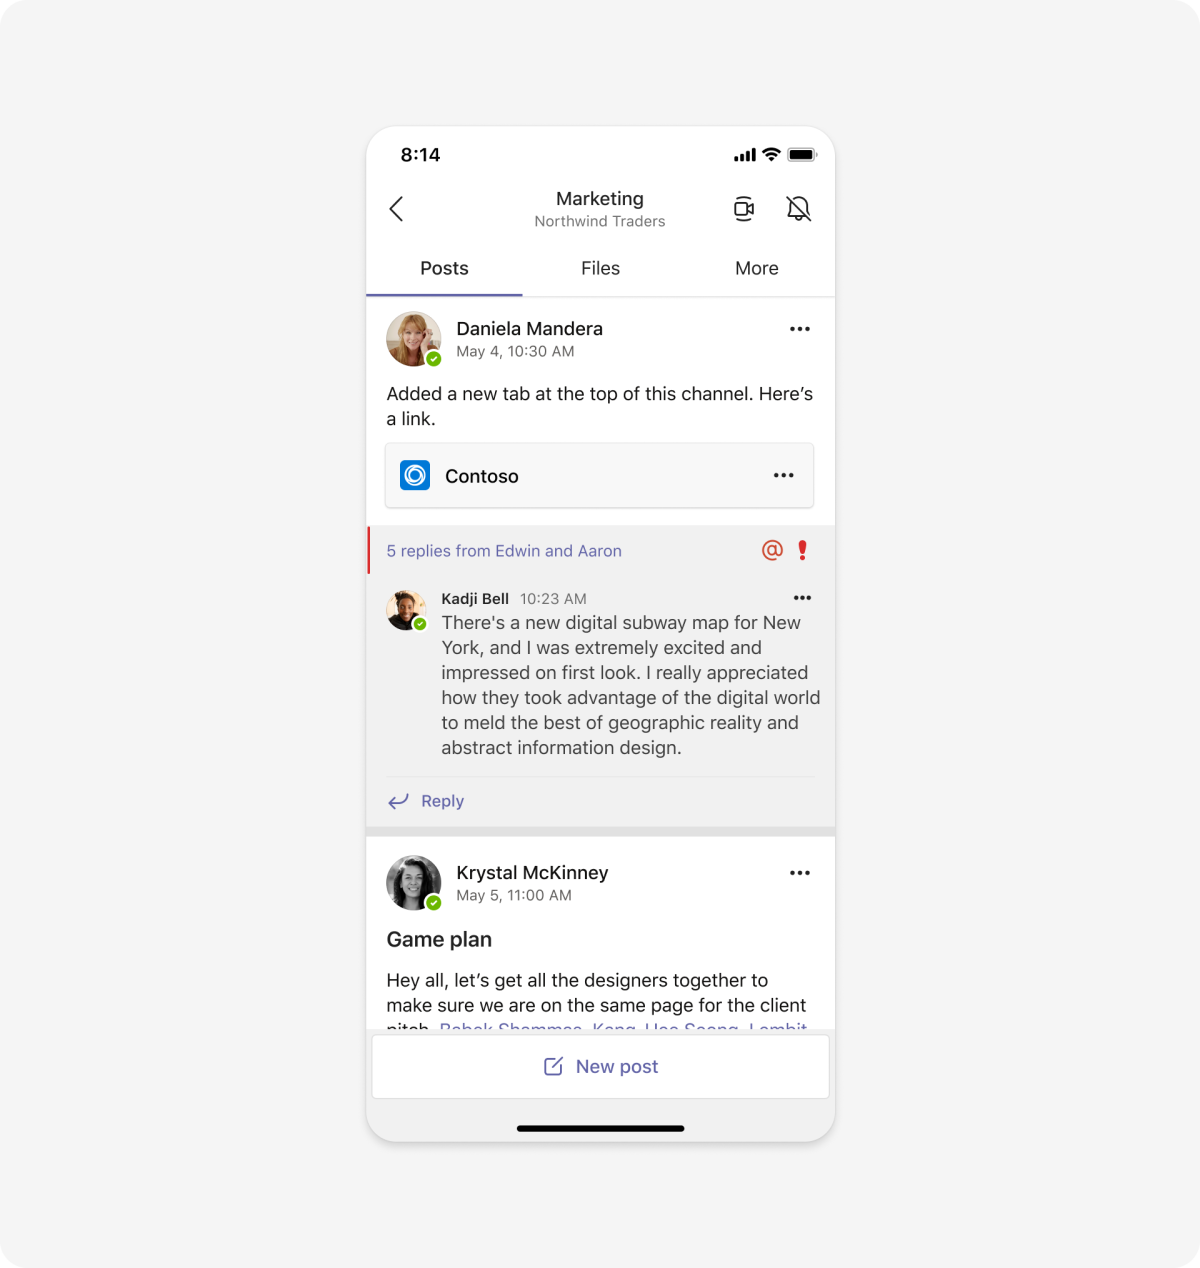 8:14
Marketing
Northwind Traders
Posts
Files
More
Daniela Mandera
May 4, 10:30 AM
Added a new tab at the top of this channel. Here’s
a link.
Contoso
5 replies from Edwin and Aaron
@ !
Kadji Bell 10:23 AM
There's a new digital subway map for New
York, and I was extremely excited and
impressed on first look. I really appreciated
how they took advantage of the digital world
to meld the best of geographic reality and
abstract information design.
Reply
Krystal McKinney
May 5, 11:00 AM
Game plan
Hey all, let’s get all the designers together to
make sure we are on the same page for the client
pitch.
New post